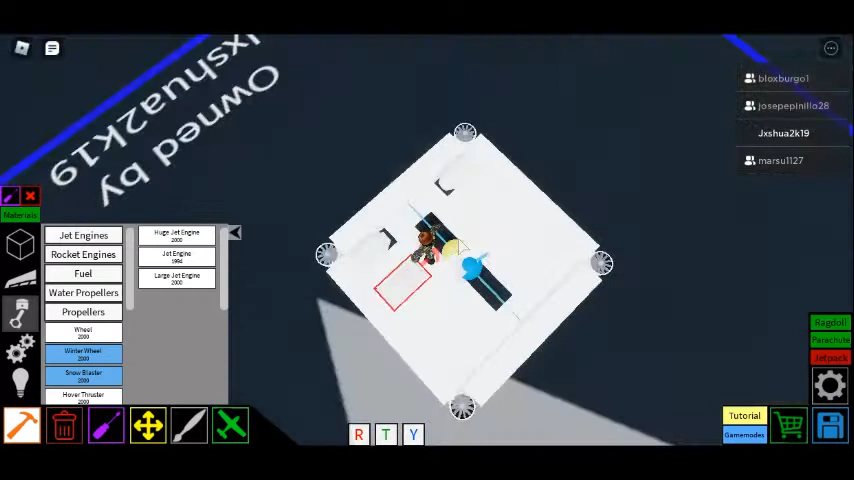 Owned by
Jxshua2k19
bloxburgo1
josepepinillo28
Jxshua2k19
marsu1127
Materials
Jet Engines
Rocket Engines
Fuel
Water Propellers
Propellers
Wheel
2000
Winter Wheel
2000
Snow Blaster
2000
Hover Thruster
2000
Huge Jet Engine
2000
Jet Engine
1994
Large Jet Engine
2000
Ragdoll
Parachute
Jetpack
Tutorial
Gamemodes
R T Y